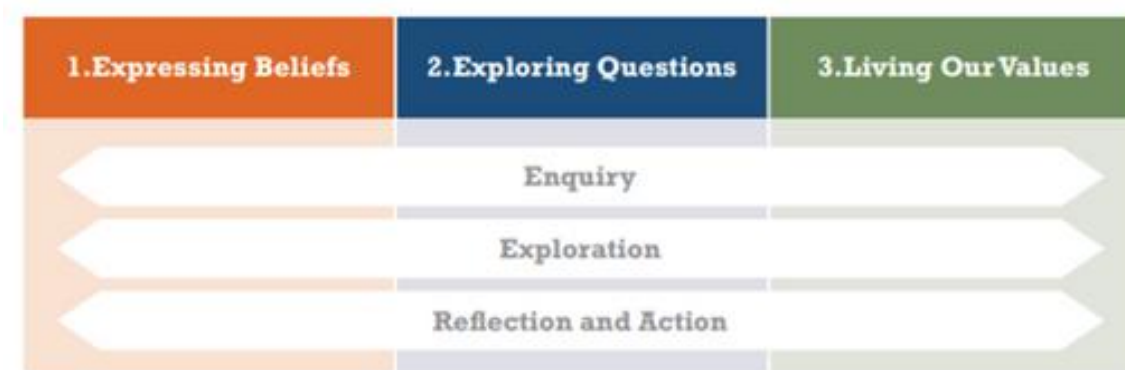 1.Expressing Beliefs
2.Exploring Questions
3.Living Our Values
Enquiry
Exploration
Reflection and Action